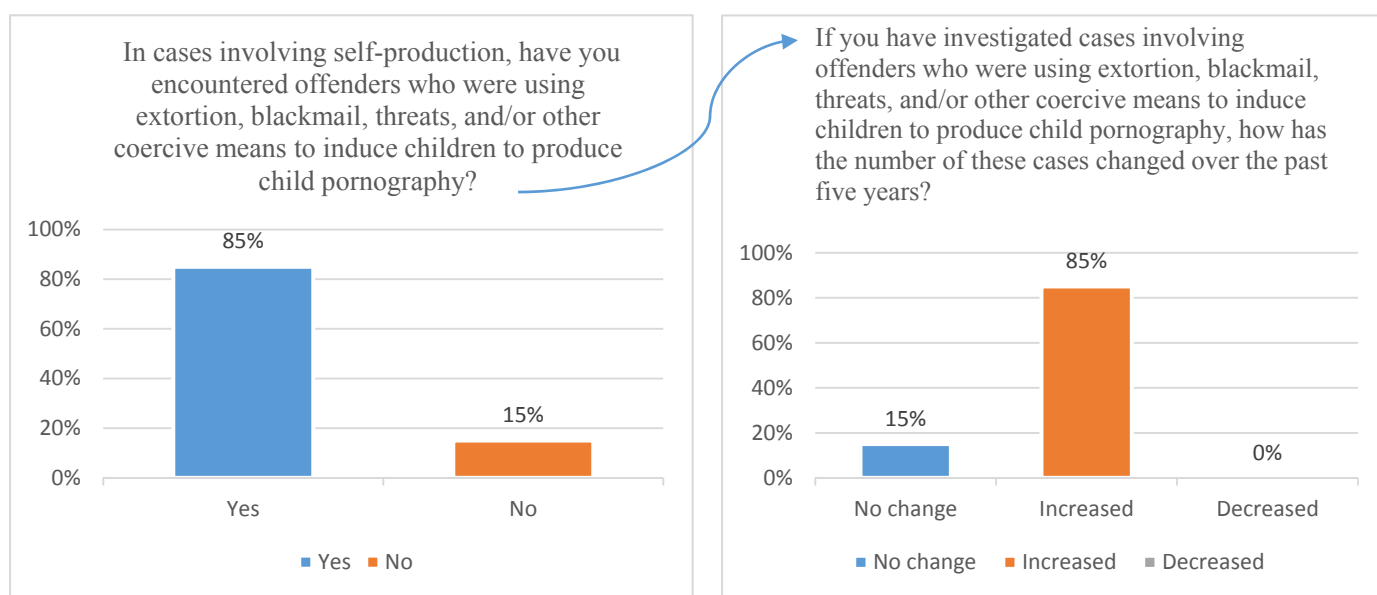 In cases involving self-production, have you
encountered offenders who were using
extortion, blackmail, threats, and/or other
coercive means to induce children to produce
child pornography?
100%
80%
60%
40%
20%
0%
85%
15%
Yes
No
Yes No
If you have investigated cases involving
offenders who were using extortion, blackmail,
threats, and/or other coercive means to induce
children to produce child pornography, how has
the number of these cases changed over the past
five years?
100%
80%
60%
40%
20%
0%
15%
85%
0%
No change
Increased
Decreased
No change Increased Decreased